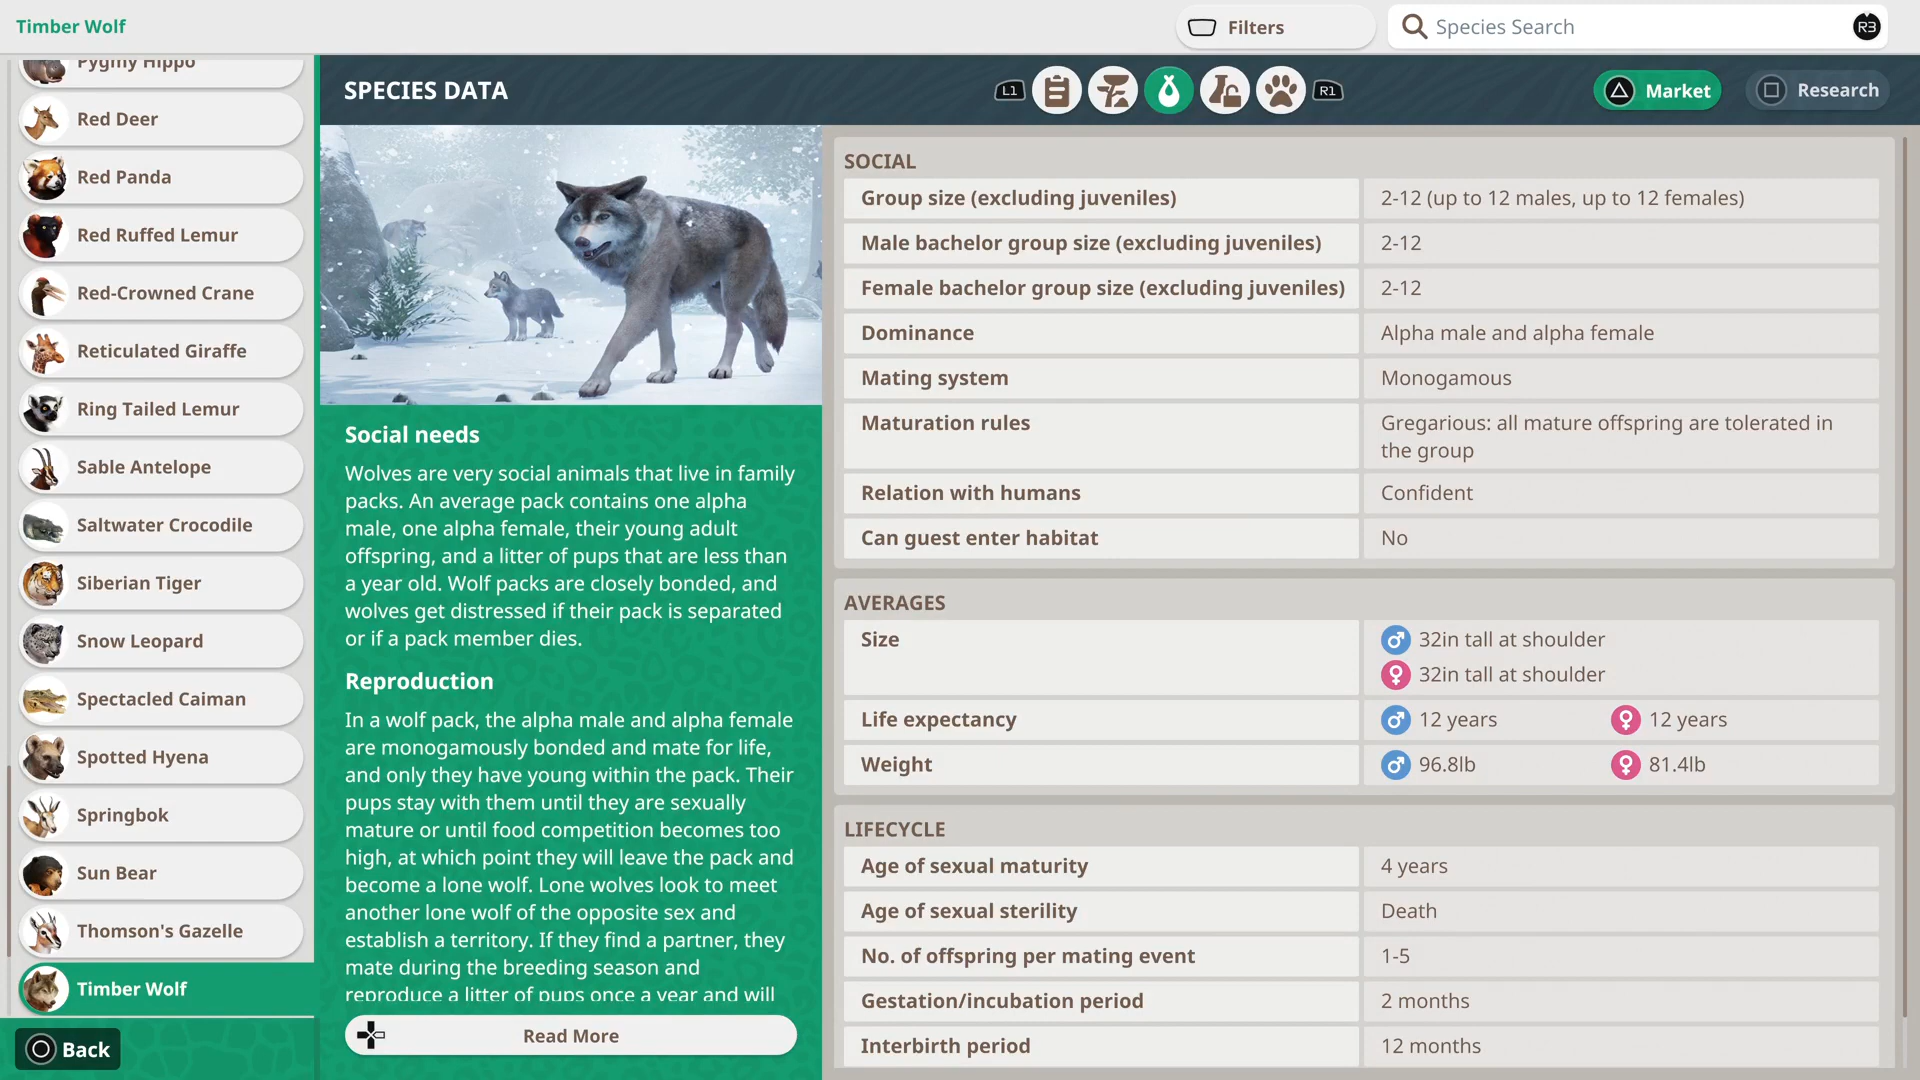 Timber Wolf
Filters
Species Search
R3
Pygmy Hippo
Red Deer
Red Panda
Red Ruffed Lemur
Red-Crowned Crane
Reticulated Giraffe
Ring Tailed Lemur
Sable Antelope
Saltwater Crocodile
Siberian Tiger
Snow Leopard
Spectacled Caiman
Spotted Hyena
Springbok
Sun Bear
Thomson's Gazelle
Timber Wolf
Back
SPECIES DATA
L1
R1
Market
Research
Social needs
Wolves are very social animals that live in family
packs. An average pack contains one alpha
male, one alpha female, their young adult
offspring, and a litter of pups that are less than
a year old. Wolf packs are closely bonded, and
wolves get distressed if their pack is separated
or if a pack member dies.
Reproduction
In a wolf pack, the alpha male and alpha female
are monogamously bonded and mate for life,
and only they have young within the pack. Their
pups stay with them until they are sexually
mature or until food competition becomes too
high, at which point they will leave the pack and
become a lone wolf. Lone wolves look to meet
another lone wolf of the opposite sex and
establish a territory. If they find a partner, they
mate during the breeding season and
reproduce a litter of pups once a year and will
Read More
SOCIAL
Group size (excluding juveniles) 2-12 (up to 12 males, up to 12 females)
Male bachelor group size (excluding juveniles) 2-12
Female bachelor group size (excluding juveniles) 2-12
Dominance Alpha male and alpha female
Mating system Monogamous
Maturation rules Gregarious: all mature offspring are tolerated in
the group
Relation with humans Confident
Can guest enter habitat No
AVERAGES
Size ♂ 32in tall at shoulder
♀ 32in tall at shoulder
Life expectancy ♂ 12 years ♀ 12 years
Weight ♂ 96.8lb ♀ 81.4lb
LIFECYCLE
Age of sexual maturity 4 years
Age of sexual sterility Death
No. of offspring per mating event 1-5
Gestation/incubation period 2 months
Interbirth period 12 months